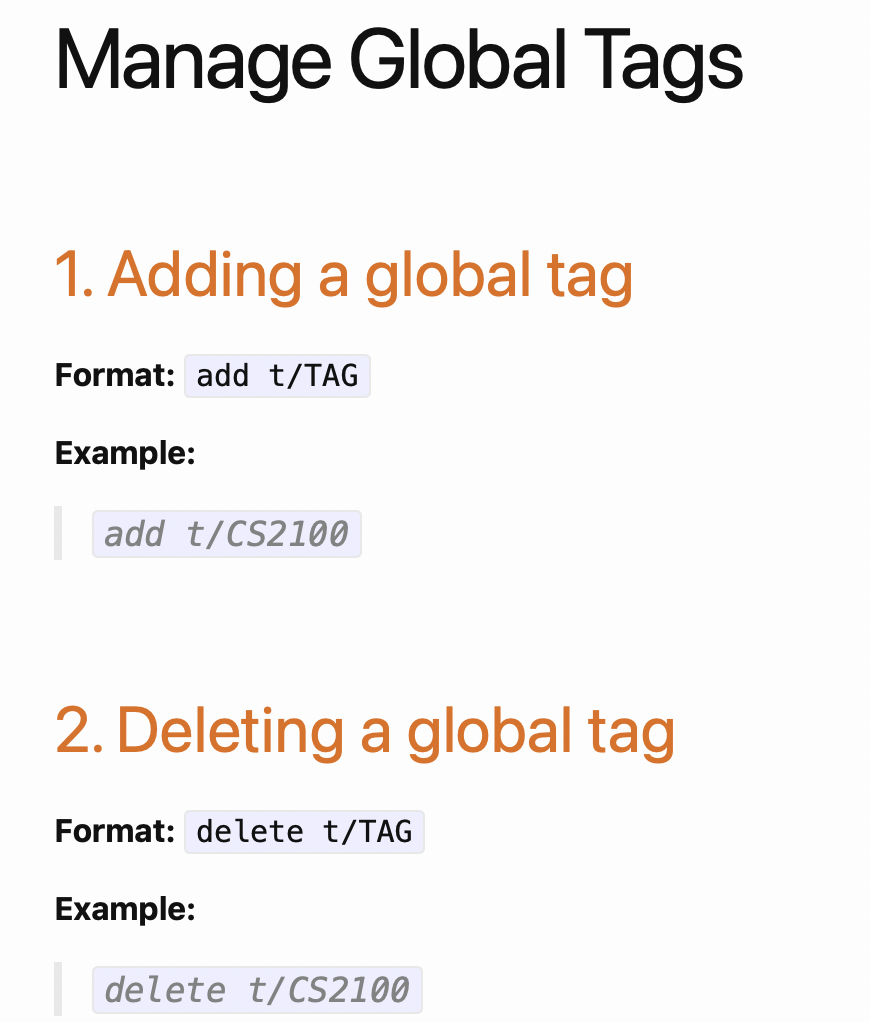 Manage Global Tags
1. Adding a global tag
Format: add t/TAG
Example:
add t/CS2100
2. Deleting a global tag
Format: delete t/TAG
Example:
delete t/CS2100